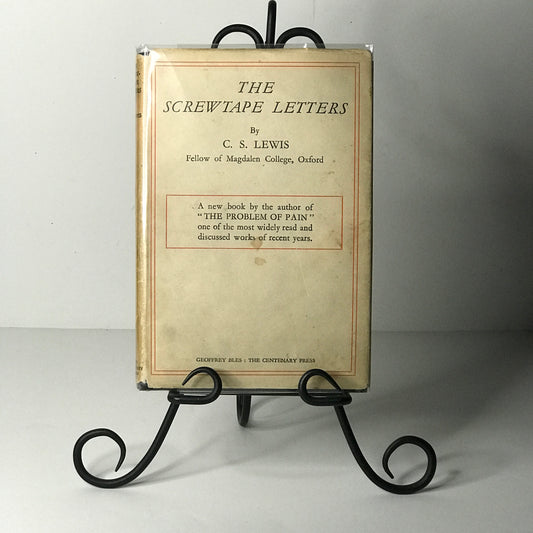 THE
SCREWTAPE LETTERS
By
C. S. LEWIS
Fellow of Magdalen College, Oxford
A new book by the author of
"THE PROBLEM OF PAIN"
one of the most widely read and
discussed works of recent years.
GEOFFREY BLES : THE CENTENARY PRESS